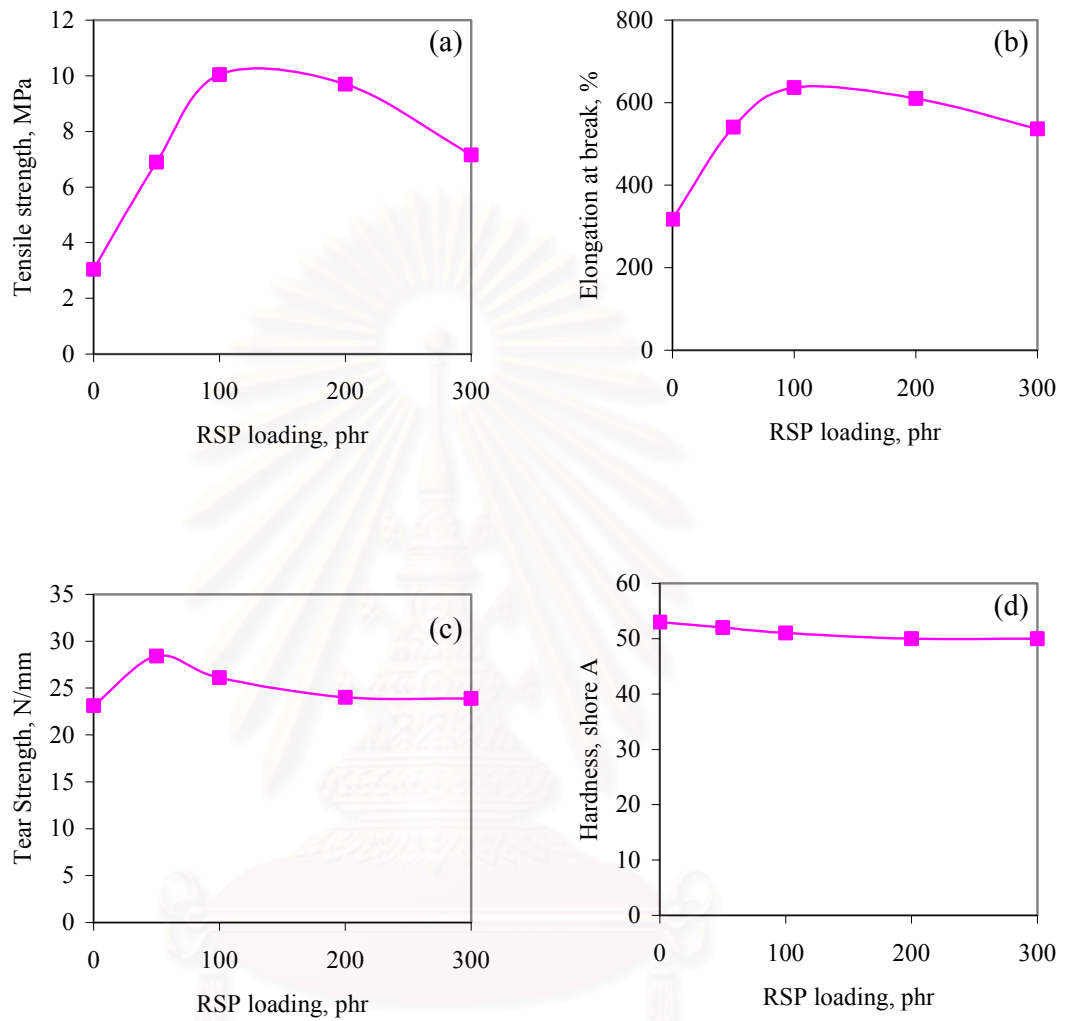 (a)
Tensile strength, MPa
12
10
8
6
4
2
0
0 100 200 300
RSP loading, phr
(b)
Elongation at break, %
800
600
400
200
0
0 100 200 300
RSP loading, phr
(c)
Tear Strength, N/mm
35
30
25
20
15
10
5
0
0 100 200 300
RSP loading, phr
(d)
Hardness, shore A
60
50
40
30
20
10
0
0 100 200 300
RSP loading, phr